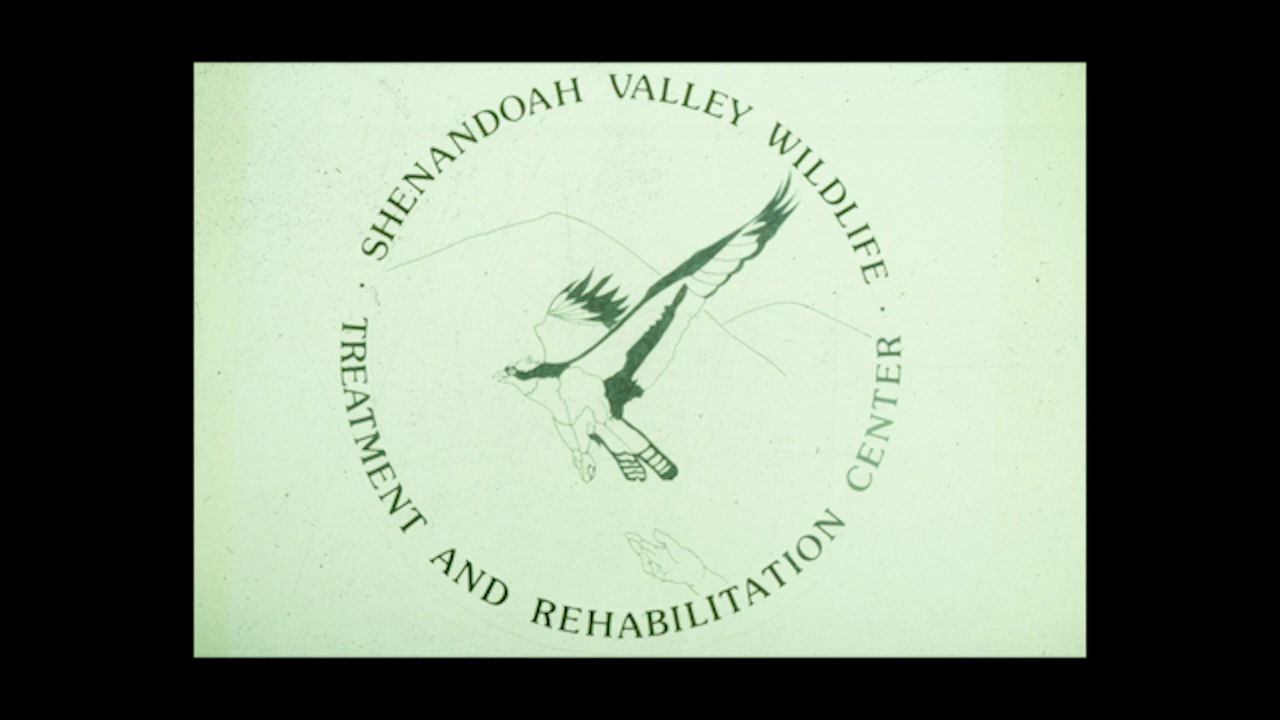 · SHENANDOAH VALLEY WILDLIFE ·
TREATMENT AND REHABILITATION CENTER